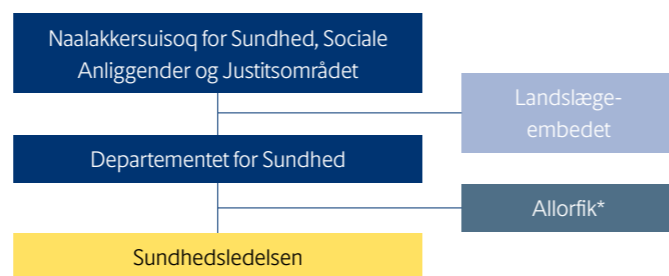 Naalakkersuisoq for Sundhed, Sociale
Anliggender og Justitsområdet
Landslæge-
embedet
Departementet for Sundhed
Allorfik*
Sundhedsledelsen